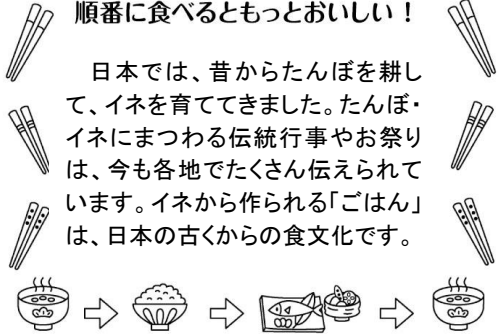 順番に食べるともっとおいしい！
　日本では、昔からたんぼを耕し
て、イネを育ててきました。たんぼ・
イネにまつわる伝統行事やお祭り
は、今も各地でたくさん伝えられて
います。イネから作られる「ごはん」
は、日本の古くからの食文化です。